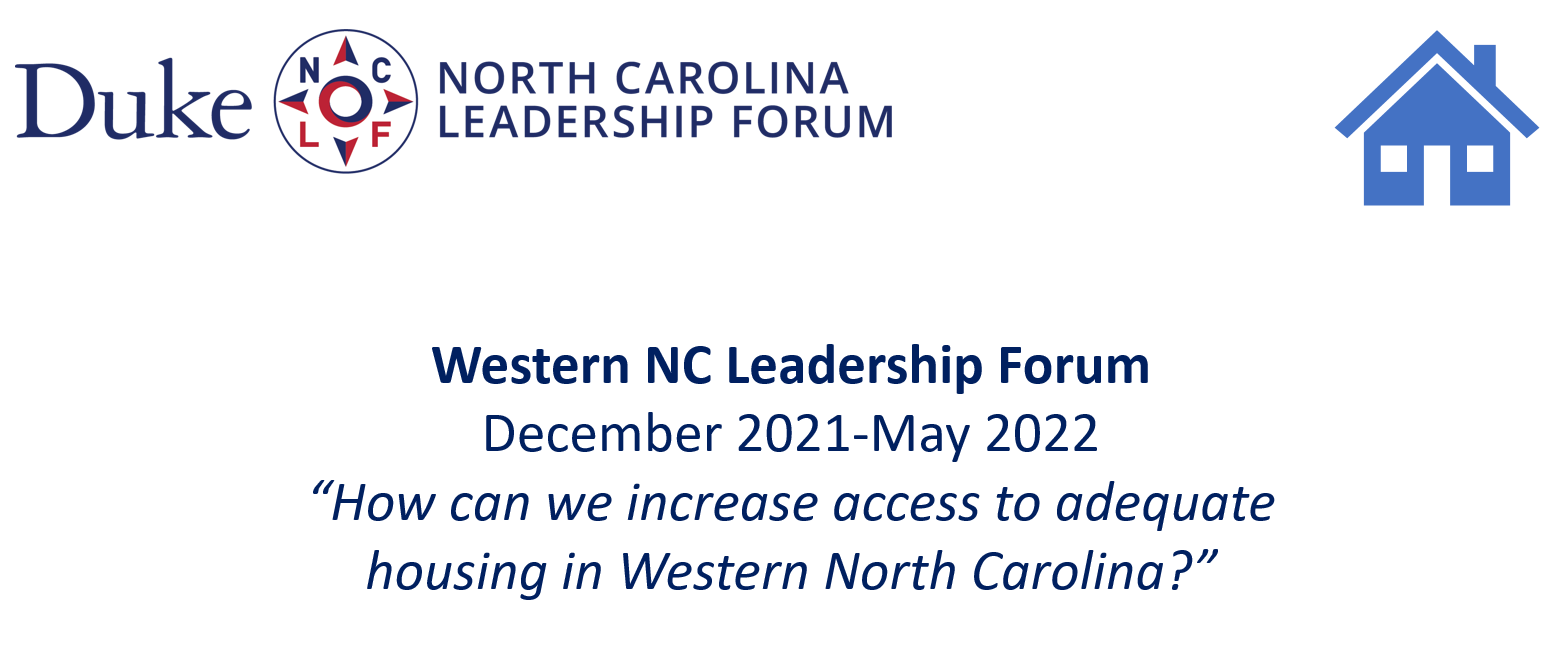 Duke
N C
L F
NORTH CAROLINA
LEADERSHIP FORUM
Western NC Leadership Forum
December 2021-May 2022
“How can we increase access to adequate
housing in Western North Carolina?”